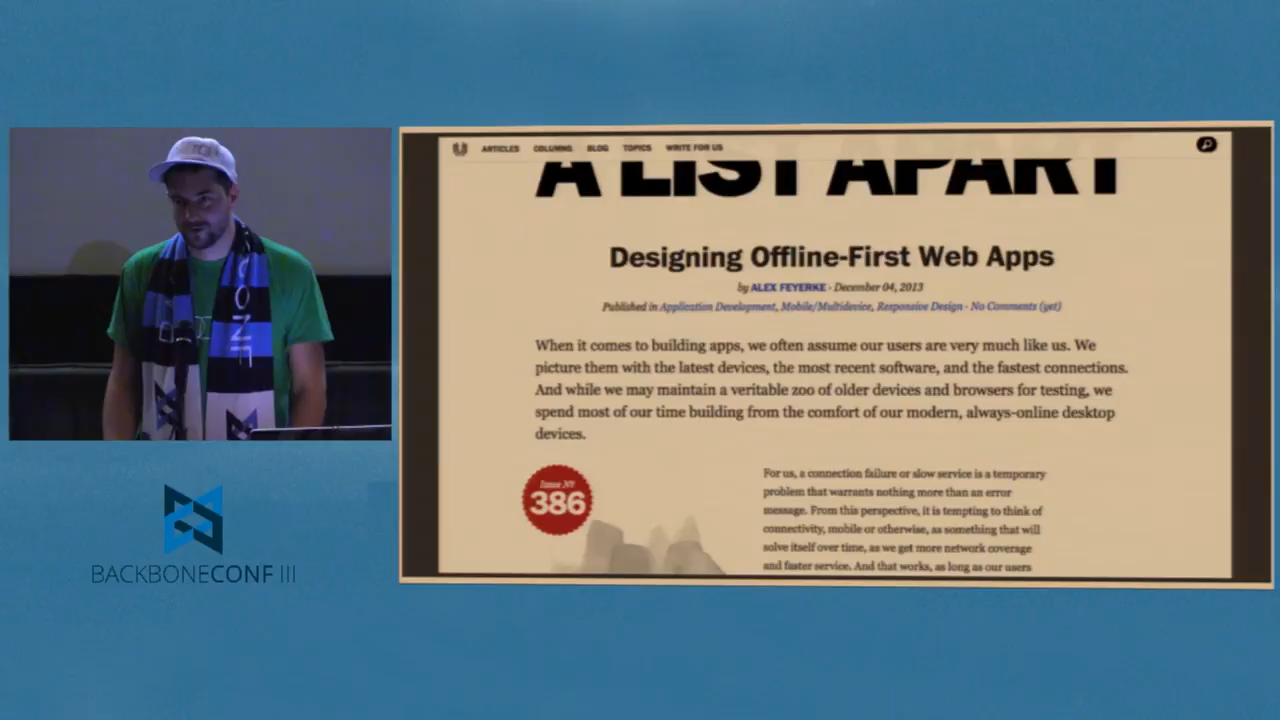 ARTICLES COLUMNS BLOG TOPICS WRITE FOR US
A LIST APART
Designing Offline-First Web Apps
by ALEX FEYERKE · December 04, 2013
Published in Application Development, Mobile/Multidevice, Responsive Design · No Comments (yet)
When it comes to building apps, we often assume our users are very much like us. We
picture them with the latest devices, the most recent software, and the fastest connections.
And while we may maintain a veritable zoo of older devices and browsers for testing, we
spend most of our time building from the comfort of our modern, always-online desktop
devices.
Issue Nº
386
For us, a connection failure or slow service is a temporary
problem that warrants nothing more than an error
message. From this perspective, it is tempting to think of
connectivity, mobile or otherwise, as something that will
solve itself over time, as we get more network coverage
and faster service. And that works, as long as our users
BACKBONECONF III